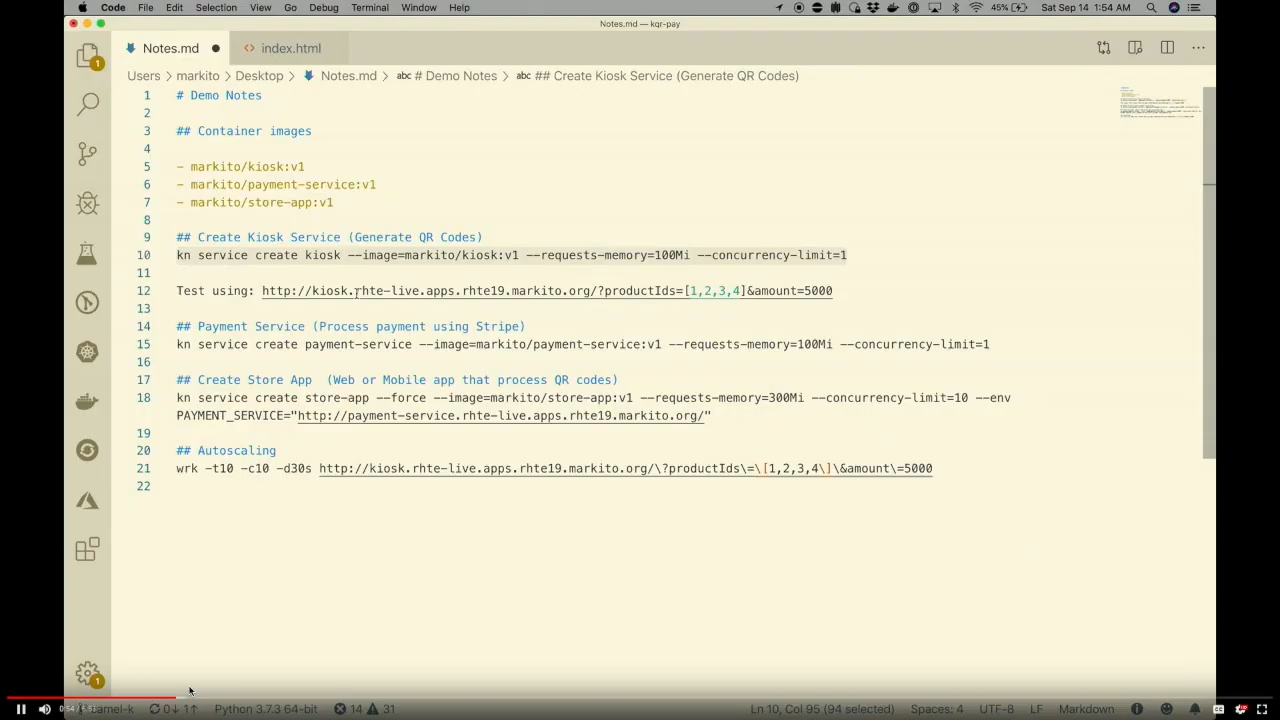 Code File Edit Selection View Go Debug Terminal Window Help 45% Sat Sep 14 1:54 AM
Notes.md — kqr-pay
Notes.md index.html
Users > markito > Desktop > Notes.md > # Demo Notes > ## Create Kiosk Service (Generate QR Codes)
1 # Demo Notes
2
3 ## Container images
4
5 - markito/kiosk:v1
6 - markito/payment-service:v1
7 - markito/store-app:v1
8
9 ## Create Kiosk Service (Generate QR Codes)
10 kn service create kiosk --image=markito/kiosk:v1 --requests-memory=100Mi --concurrency-limit=1
11
12 Test using: http://kiosk.rhte-live.apps.rhte19.markito.org/?productIds=[1,2,3,4]&amount=5000
13
14 ## Payment Service (Process payment using Stripe)
15 kn service create payment-service --image=markito/payment-service:v1 --requests-memory=100Mi --concurrency-limit=1
16
17 ## Create Store App  (Web or Mobile app that process QR codes)
18 kn service create store-app --force --image=markito/store-app:v1 --requests-memory=300Mi --concurrency-limit=10 --env
PAYMENT_SERVICE="http://payment-service.rhte-live.apps.rhte19.markito.org/"
19
20 ## Autoscaling
21 wrk -t10 -c10 -d30s http://kiosk.rhte-live.apps.rhte19.markito.org/\?productIds\=\[1,2,3,4\]\&amount\=5000
22
1
1
0:54 amel-k 0↓ 1↑ Python 3.7.3 64-bit 14 31 Ln 10, Col 95 (94 selected) Spaces: 4 UTF-8 LF Markdown